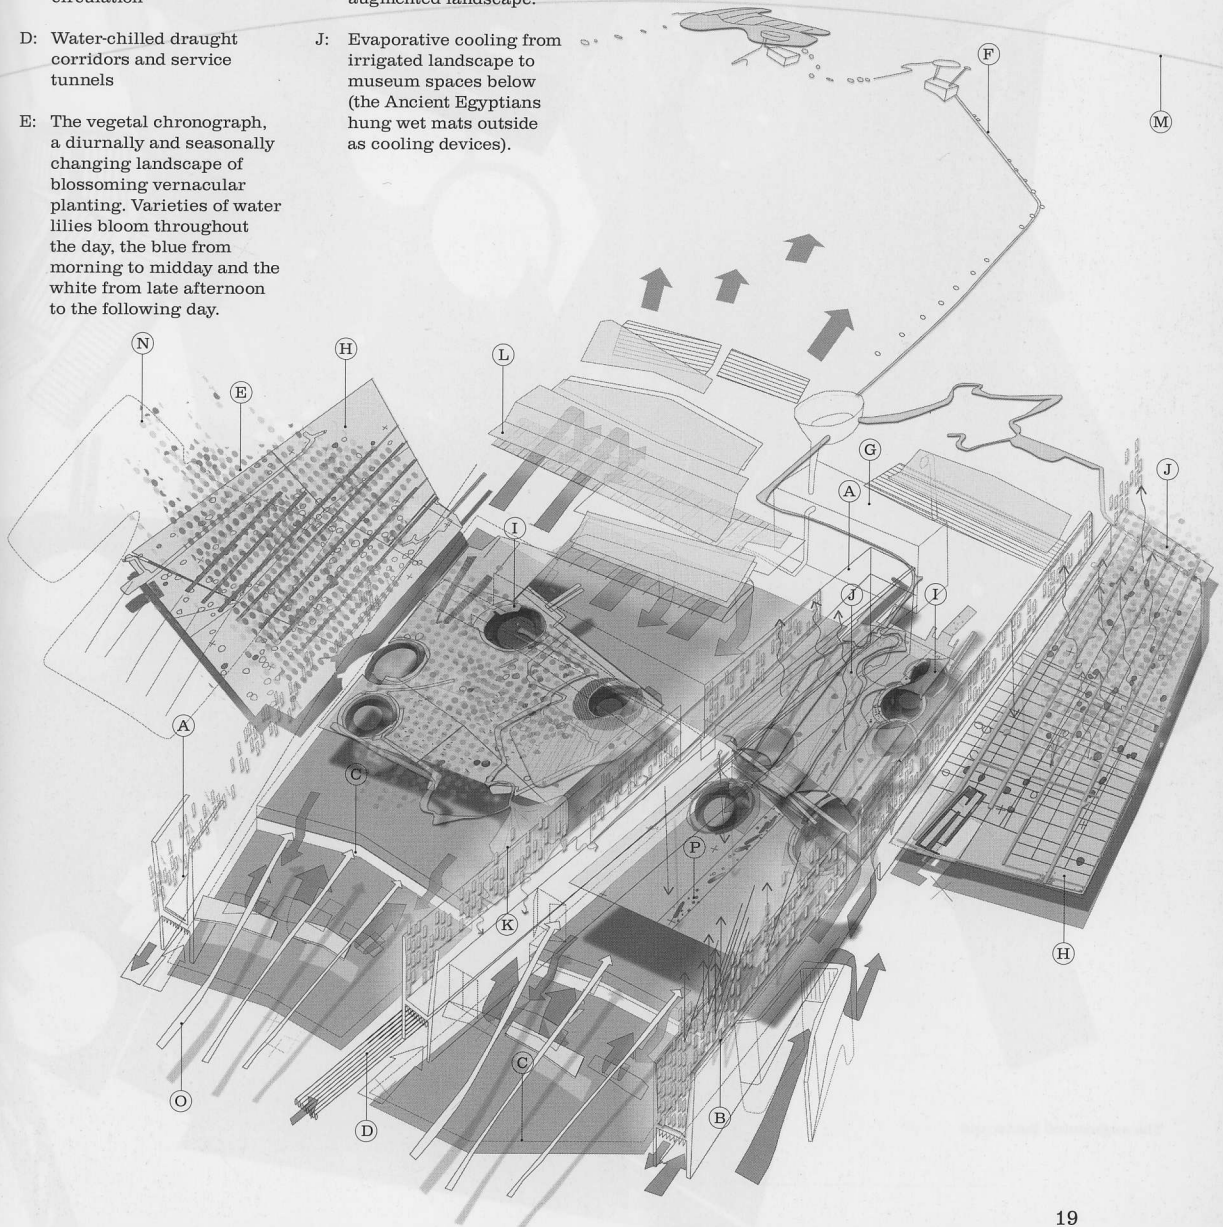 circulation
D: Water-chilled draught
corridors and service
tunnels
E: The vegetal chronograph,
a diurnally and seasonally
changing landscape of
blossoming vernacular
planting. Varieties of water
lilies bloom throughout
the day, the blue from
morning to midday and the
white from late afternoon
to the following day.
augmented landscape.
J: Evaporative cooling from
irrigated landscape to
museum spaces below
(the Ancient Egyptians
hung wet mats outside
as cooling devices).
F
M
N
H
L
E
G
A
J
I
J
I
A
C
P
K
H
C
O
D
B
19